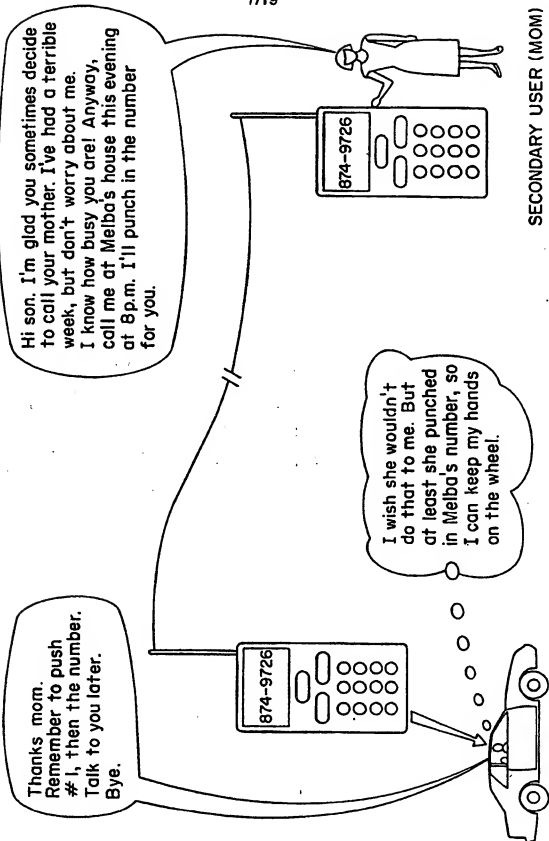 Hi son. I'm glad you sometimes decide
to call your mother. I've had a terrible
week, but don't worry about me.
I know how busy you are! Anyway,
call me at Melba's house this evening
at 8p.m. I'll punch in the number
for you.
Thanks mom.
Remember to push
# 1, then the number.
Talk to you later.
Bye.
874-9726
874-9726
I wish she wouldn't
do that to me. But
at least she punched
in Melba's number, so
I can keep my hands
on the wheel.
SECONDARY USER (MOM)